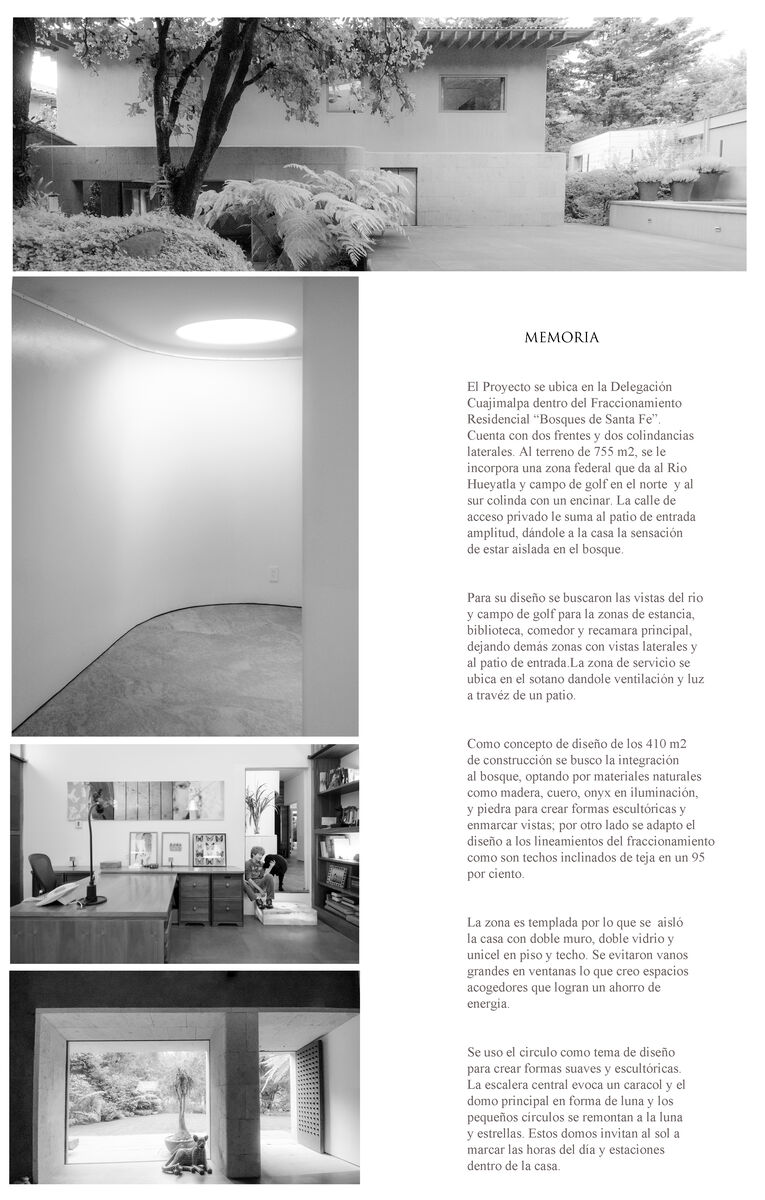 MEMORIA
El Proyecto se ubica en la Delegación
Cuajimalpa dentro del Fraccionamiento
Residencial “Bosques de Santa Fe”.
Cuenta con dos frentes y dos colindancias
laterales. Al terreno de 755 m2, se le
incorpora una zona federal que da al Rio
Hueyatla y campo de golf en el norte y al
sur colinda con un encinar. La calle de
acceso privado le suma al patio de entrada
amplitud, dándole a la casa la sensación
de estar aislada en el bosque.
Para su diseño se buscaron las vistas del rio
y campo de golf para la zonas de estancia,
biblioteca, comedor y recamara principal,
dejando demás zonas con vistas laterales y
al patio de entrada.La zona de servicio se
ubica en el sotano dandole ventilación y luz
a travéz de un patio.
Como concepto de diseño de los 410 m2
de construcción se busco la integración
al bosque, optando por materiales naturales
como madera, cuero, onyx en iluminación,
y piedra para crear formas escultóricas y
enmarcar vistas; por otro lado se adapto el
diseño a los lineamientos del fraccionamiento
como son techos inclinados de teja en un 95
por ciento.
La zona es templada por lo que se aisló
la casa con doble muro, doble vidrio y
unicel en piso y techo. Se evitaron vanos
grandes en ventanas lo que creo espacios
acogedores que logran un ahorro de
energía.
Se uso el circulo como tema de diseño
para crear formas suaves y escultóricas.
La escalera central evoca un caracol y el
domo principal en forma de luna y los
pequeños círculos se remontan a la luna
y estrellas. Estos domos invitan al sol a
marcar las horas del día y estaciones
dentro de la casa.